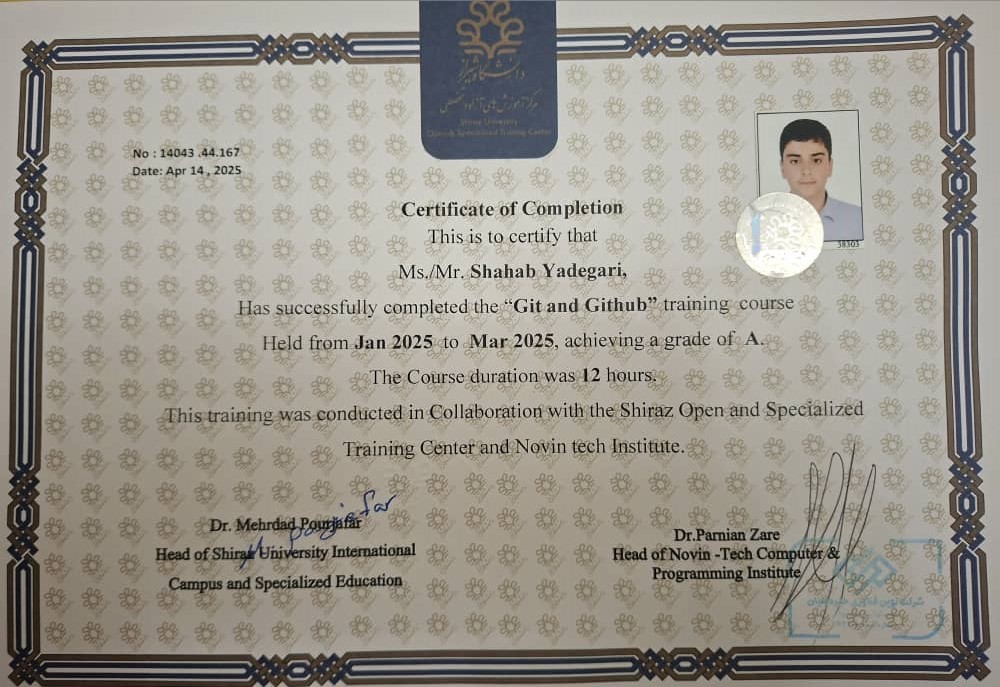 دانشگاه شیراز
مرکز آموزش های آزاد و تخصصی
Shiraz University
Open & Specialized Training Center
No : 14043 .44.167
Date: Apr 14 , 2025
38303
Certificate of Completion
This is to certify that
Ms./Mr. Shahab Yadegari,
Has successfully completed the “Git and Github” training course
Held from Jan 2025 to Mar 2025, achieving a grade of A.
The Course duration was 12 hours.
This training was conducted in Collaboration with the Shiraz Open and Specialized
Training Center and Novin tech Institute.
Dr. Mehrdad Pourjafar
Head of Shiraz University International
Campus and Specialized Education
Dr.Parnian Zare
Head of Novin -Tech Computer &
Programming Institute
شرکت نوین فناوری